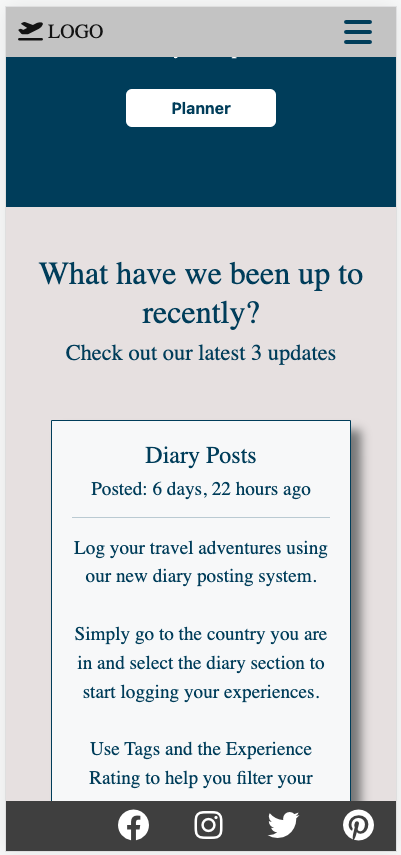 LOGO
Planner
What have we been up to
recently?
Check out our latest 3 updates
Diary Posts
Posted: 6 days, 22 hours ago
Log your travel adventures using
our new diary posting system.
Simply go to the country you are
in and select the diary section to
start logging your experiences.
Use Tags and the Experience
Rating to help you filter your